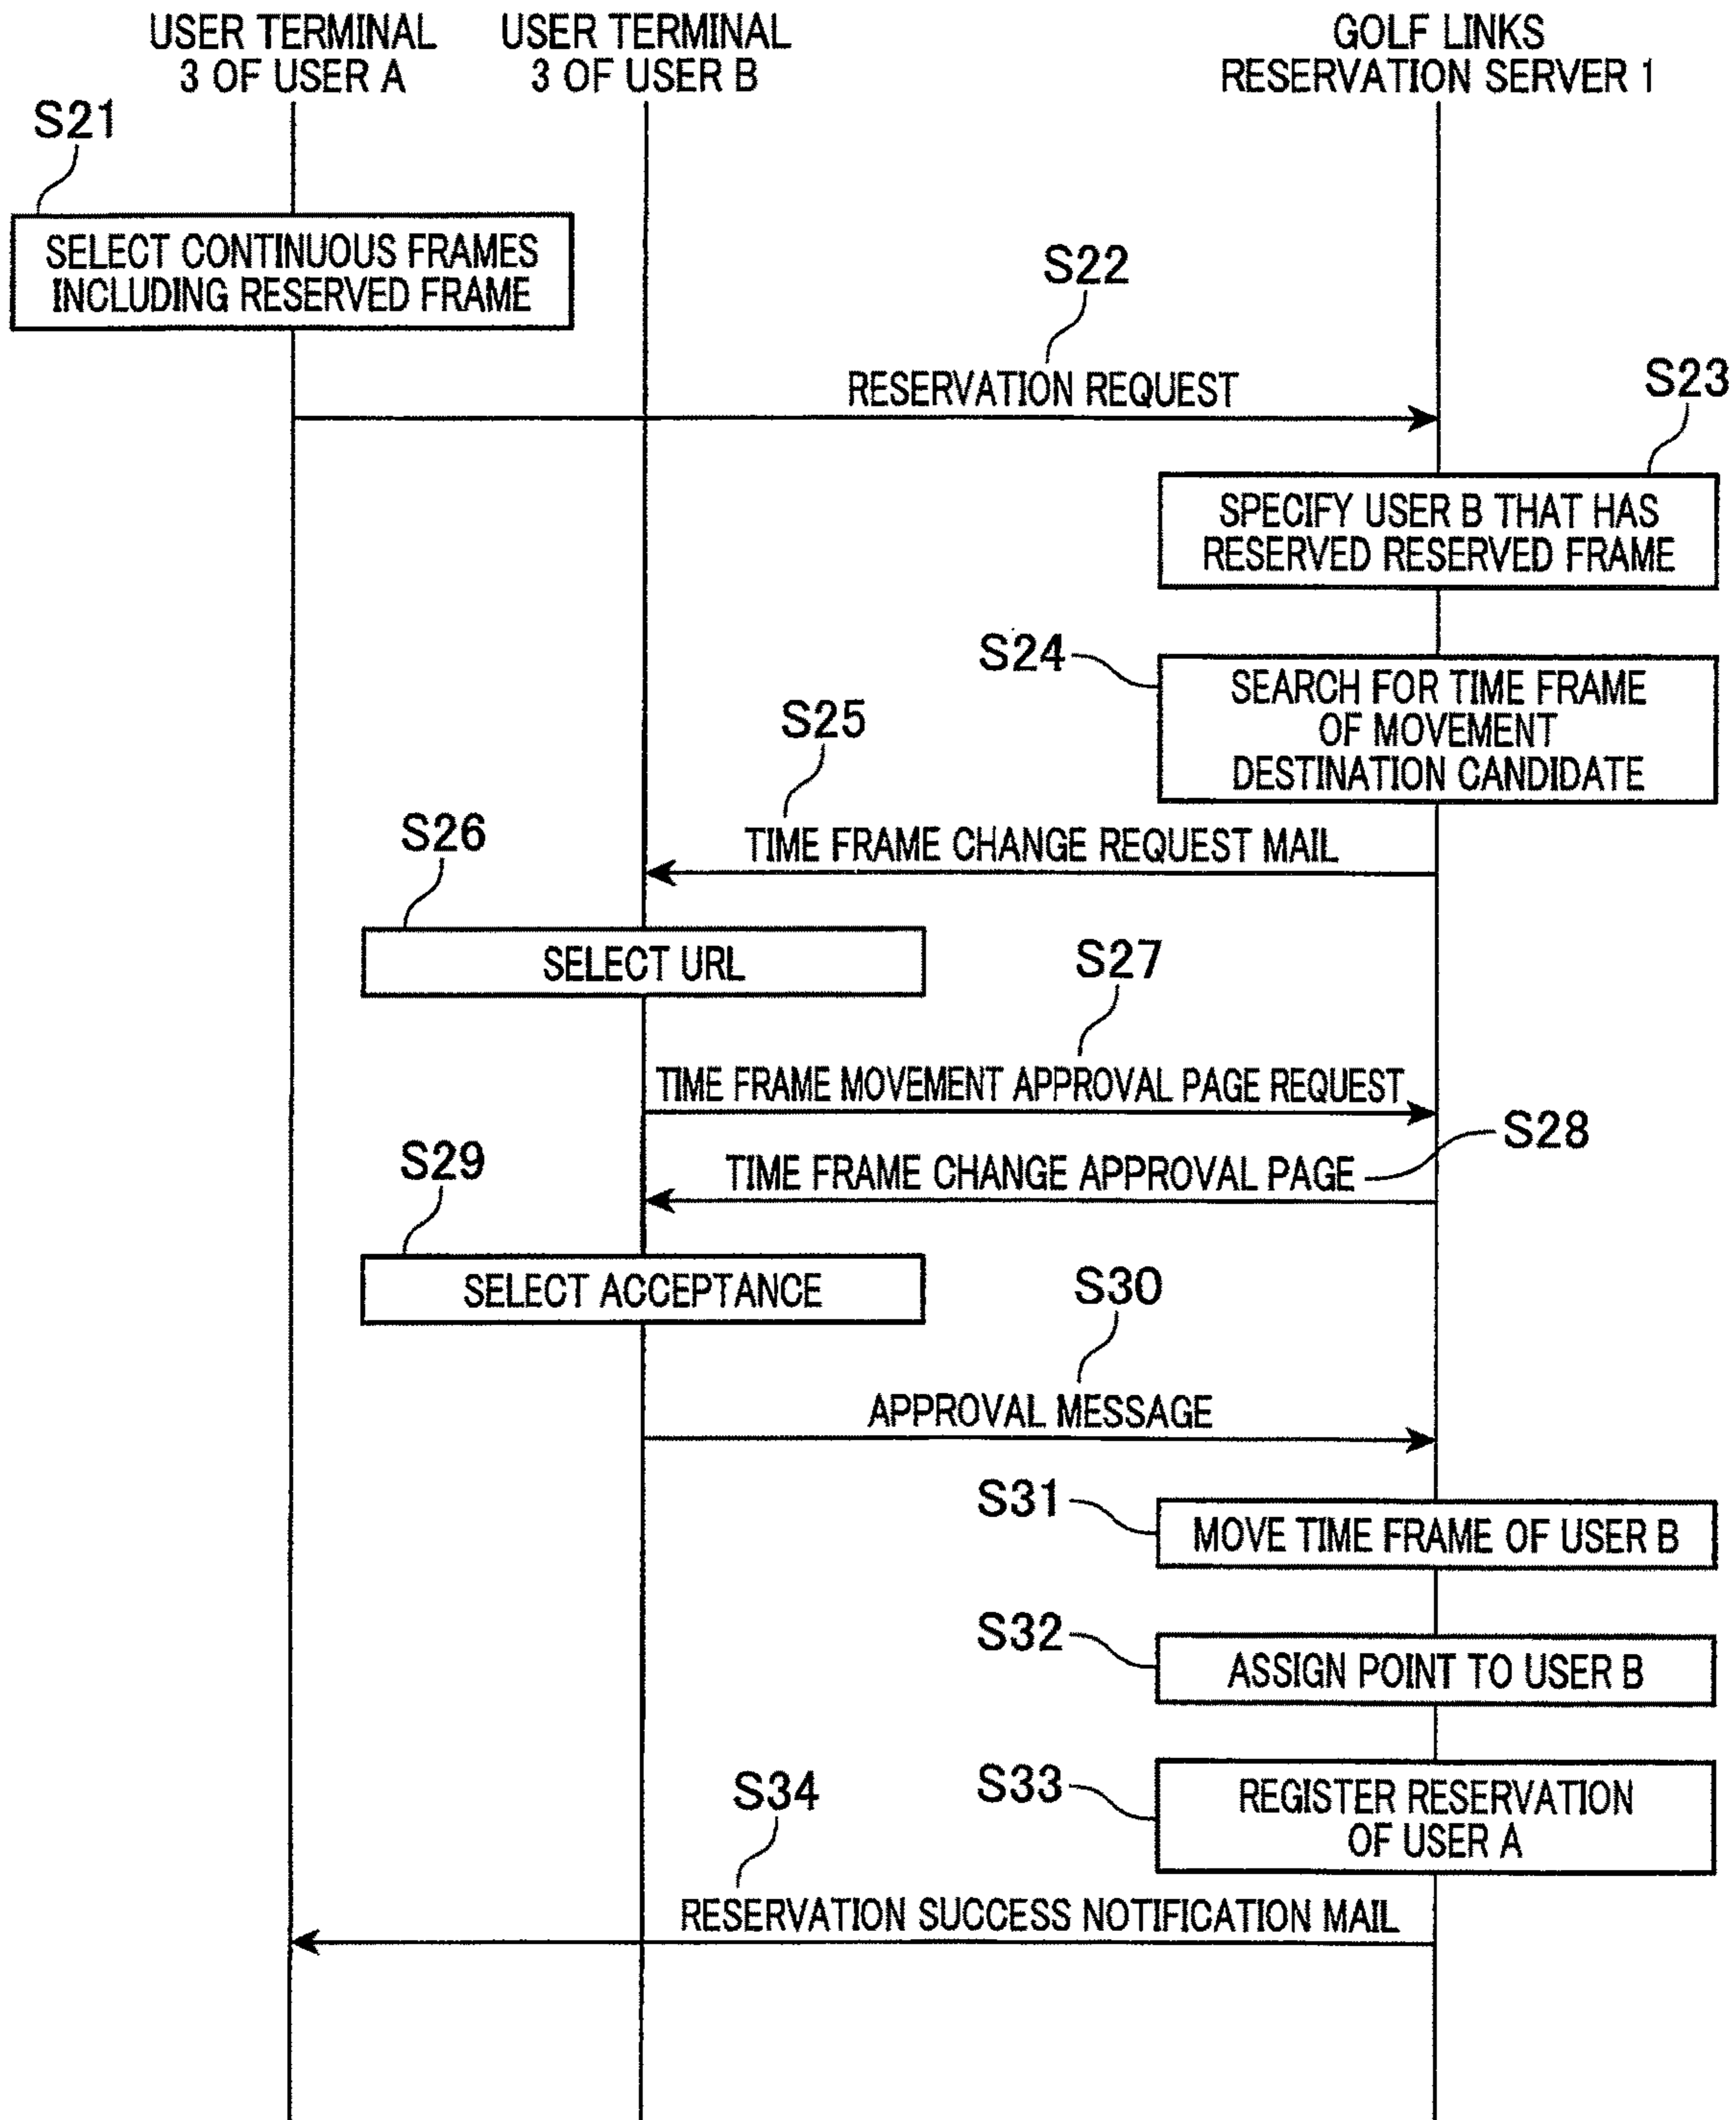 USER TERMINAL
3 OF USER A
USER TERMINAL
3 OF USER B
GOLF LINKS
RESERVATION SERVER 1
S21
SELECT CONTINUOUS FRAMES
INCLUDING RESERVED FRAME
S22
RESERVATION REQUEST
S23
SPECIFY USER B THAT HAS
RESERVED RESERVED FRAME
S24
SEARCH FOR TIME FRAME
OF MOVEMENT
DESTINATION CANDIDATE
S25
TIME FRAME CHANGE REQUEST MAIL
S26
SELECT URL
S27
TIME FRAME MOVEMENT APPROVAL PAGE REQUEST
S28
TIME FRAME CHANGE APPROVAL PAGE
S29
SELECT ACCEPTANCE
S30
APPROVAL MESSAGE
S31
MOVE TIME FRAME OF USER B
S32
ASSIGN POINT TO USER B
S33
REGISTER RESERVATION
OF USER A
S34
RESERVATION SUCCESS NOTIFICATION MAIL